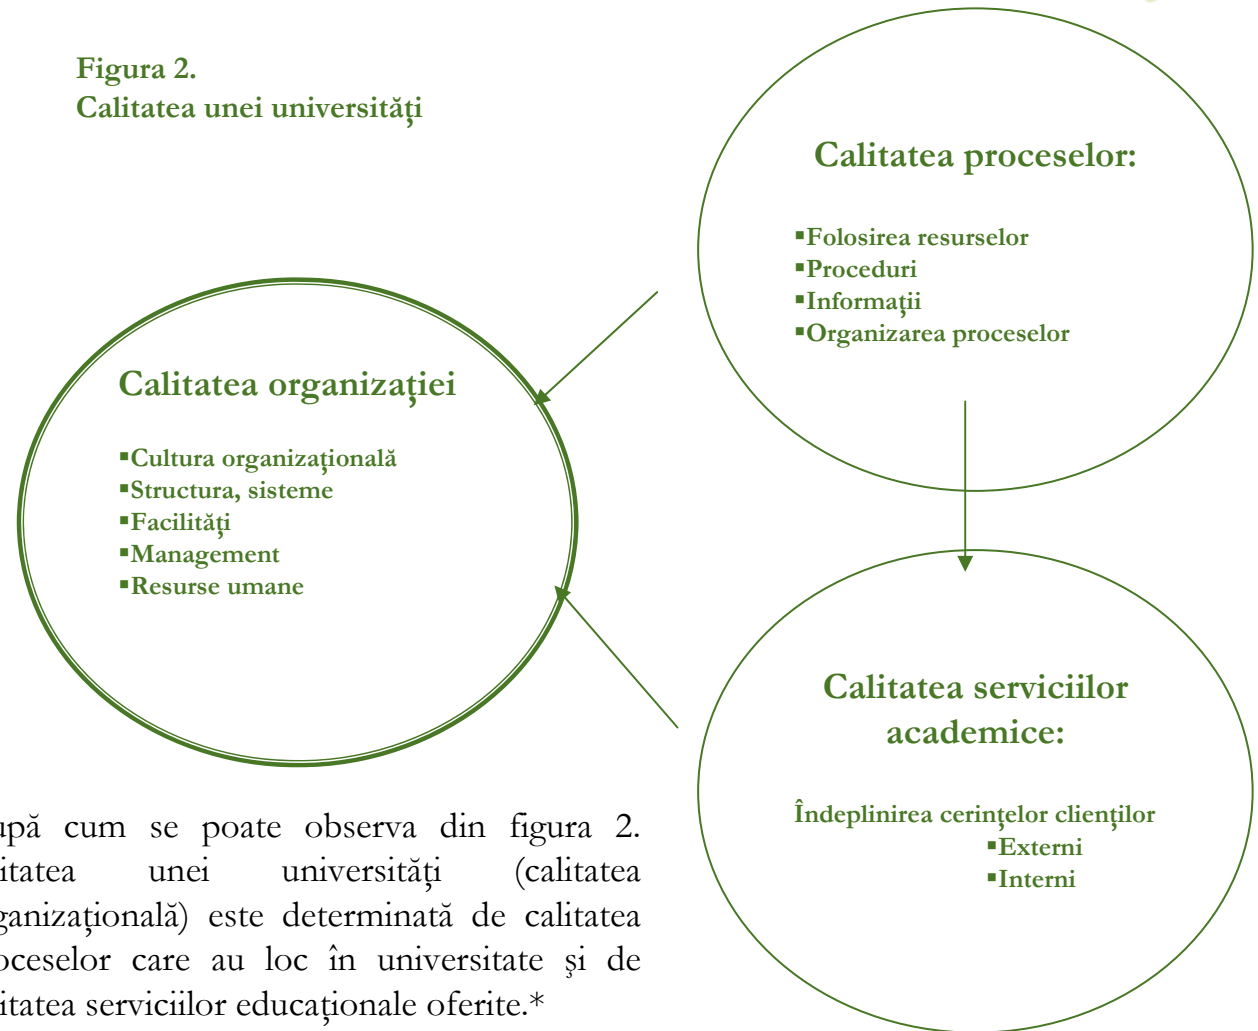 Figura 2.
Calitatea unei universităţi
Calitatea proceselor:
▪Folosirea resurselor
▪Proceduri
▪Informaţii
▪Organizarea proceselor
Calitatea organizaţiei
▪Cultura organizaţională
▪Structura, sisteme
▪Facilităţi
▪Management
▪Resurse umane
Calitatea serviciilor
academice:
Îndeplinirea cerinţelor clienţilor
▪Externi
▪Interni
upă cum se poate observa din figura 2.
itatea unei universităţi (calitatea
ganizaţională) este determinată de calitatea
oceselor care au loc în universitate şi de
itatea serviciilor educaţionale oferite.*